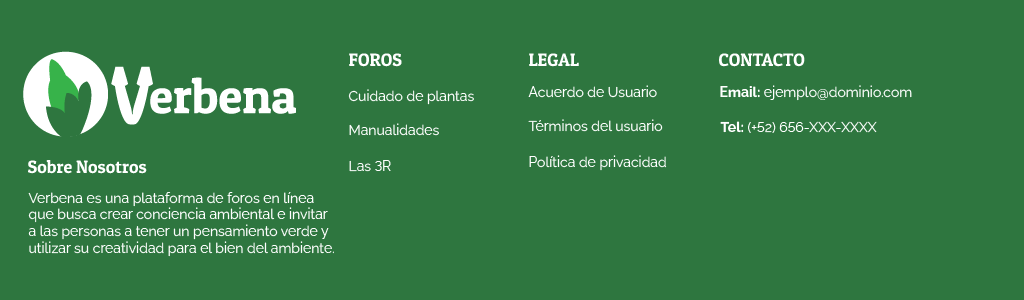 Verbena
Sobre Nosotros
Verbena es una plataforma de foros en línea
que busca crear conciencia ambiental e invitar
a las personas a tener un pensamiento verde y
utilizar su creatividad para el bien del ambiente.
FOROS
Cuidado de plantas
Manualidades
Las 3R
LEGAL
Acuerdo de Usuario
Términos del usuario
Política de privacidad
CONTACTO
Email: ejemplo@dominio.com
Tel: (+52) 656-XXX-XXXX